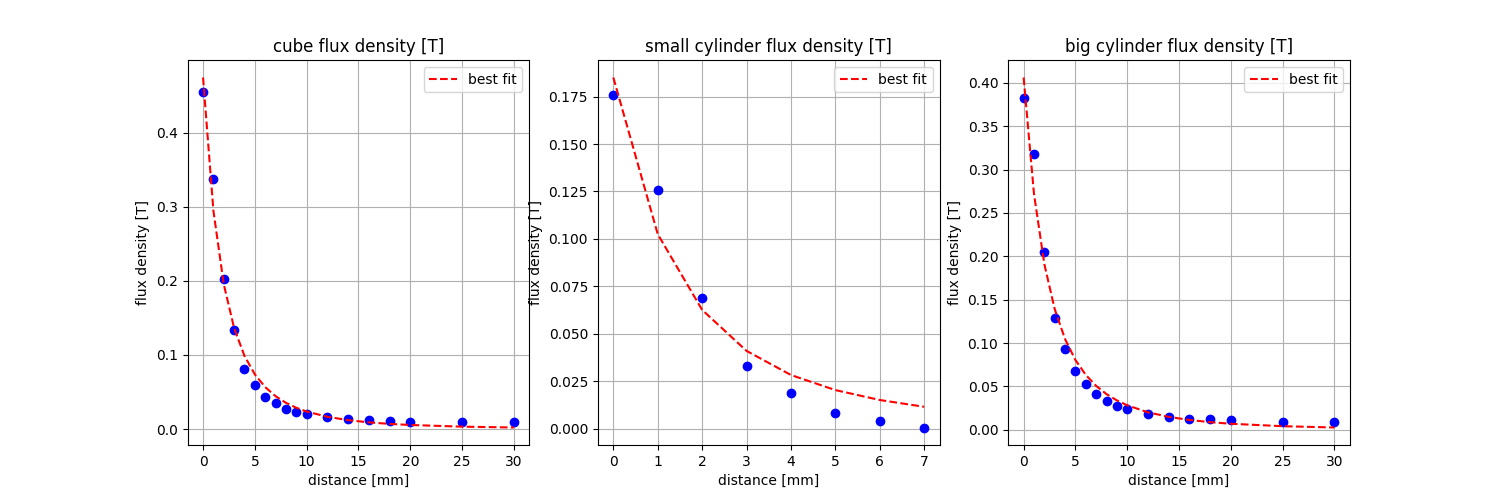 cube flux density [T]
best fit
flux density [T]
0.4
0.3
0.2
0.1
0.0
0 5 10 15 20 25 30
distance [mm]
small cylinder flux density [T]
best fit
flux density [T]
0.175
0.150
0.125
0.100
0.075
0.050
0.025
0.000
0 1 2 3 4 5 6 7
distance [mm]
big cylinder flux density [T]
best fit
flux density [T]
0.40
0.35
0.30
0.25
0.20
0.15
0.10
0.05
0.00
0 5 10 15 20 25 30
distance [mm]